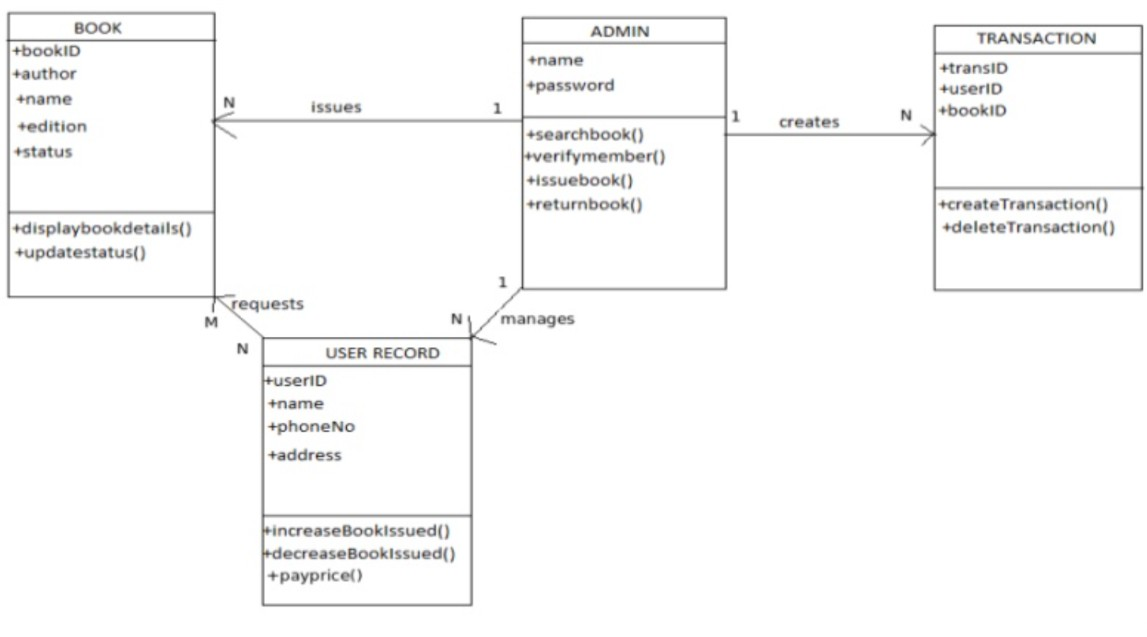 BOOK
+bookID
+author
+name
+edition
+status
+displaybookdetails()
+updatestatus()
N
issues
1
ADMIN
+name
+password
+searchbook()
+verifymember()
+issuebook()
+returnbook()
1
creates
N
TRANSACTION
+transID
+userID
+bookID
+createTransaction()
+deleteTransaction()
requests
M
N
1
N
manages
USER RECORD
+userID
+name
+phoneNo
+address
+increaseBookIssued()
+decreaseBookIssued()
+payprice()